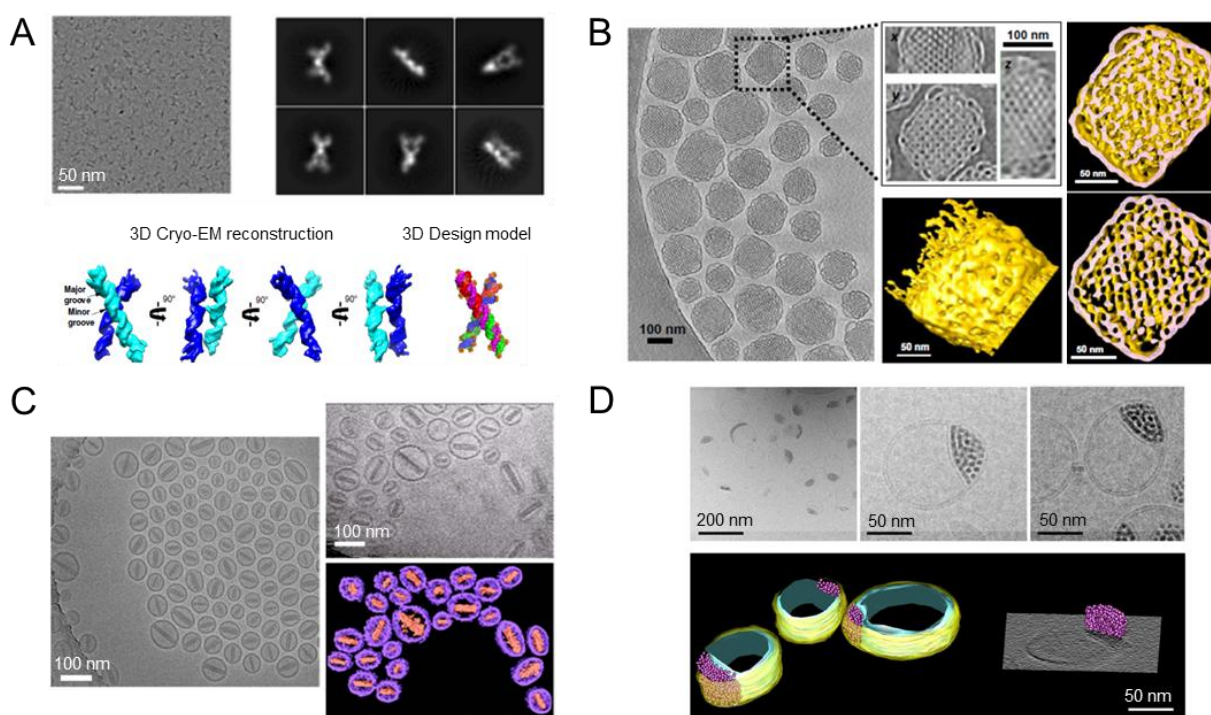 A
50 nm
3D Cryo-EM reconstruction
3D Design model
Major groove
Minor groove
90°
90°
90°
B
100 nm
x
y
z
100 nm
50 nm
50 nm
50 nm
C
100 nm
100 nm
D
200 nm
50 nm
50 nm
50 nm